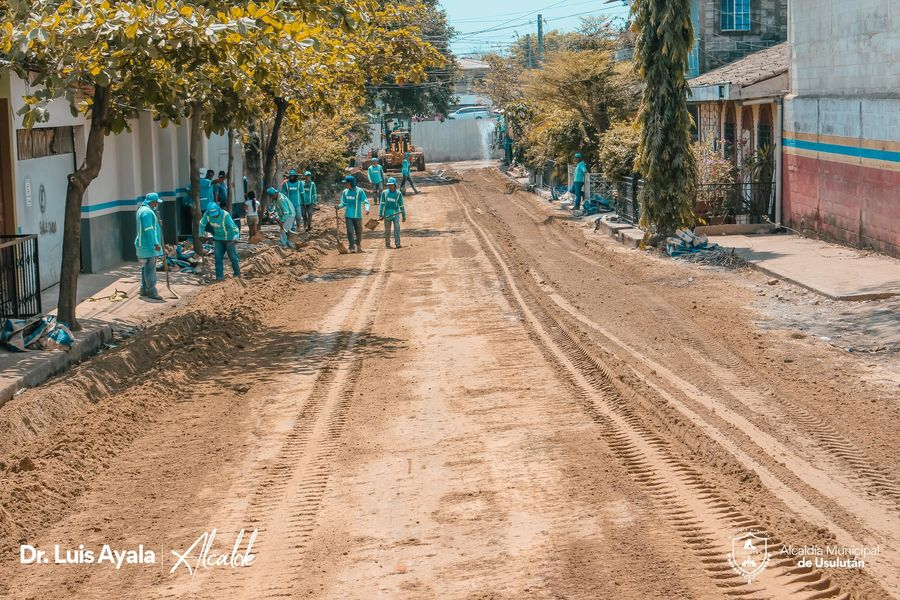 Dr. Luis Ayala | Alcalde
Alcaldía Municipal
de Usulután